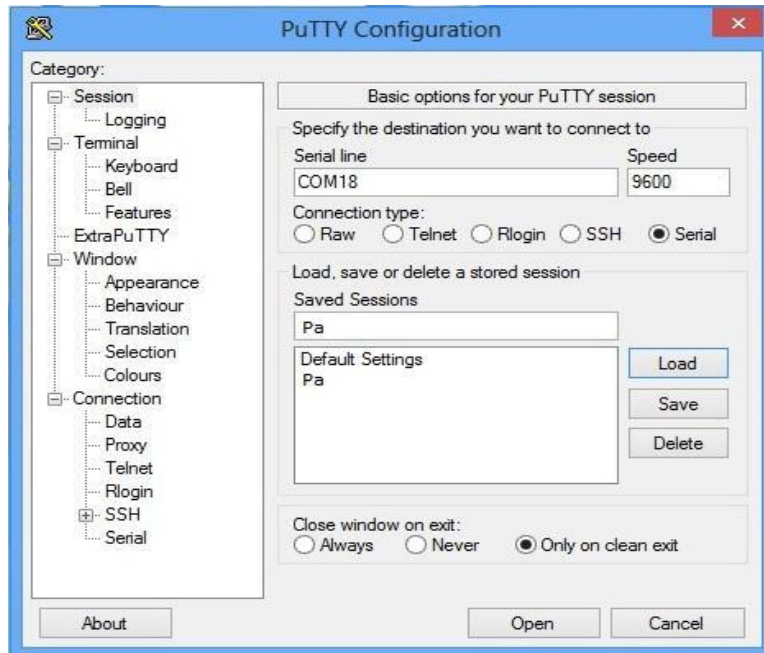 PuTTY Configuration
Category:
Session
Logging
Terminal
Keyboard
Bell
Features
ExtraPuTTY
Window
Appearance
Behaviour
Translation
Selection
Colours
Connection
Data
Proxy
Telnet
Rlogin
SSH
Serial
Basic options for your PuTTY session
Specify the destination you want to connect to
Serial line Speed
COM18 9600
Connection type:
Raw Telnet Rlogin SSH Serial
Load, save or delete a stored session
Saved Sessions
Pa
Default Settings
Pa
Load
Save
Delete
Close window on exit:
Always Never Only on clean exit
About Open Cancel